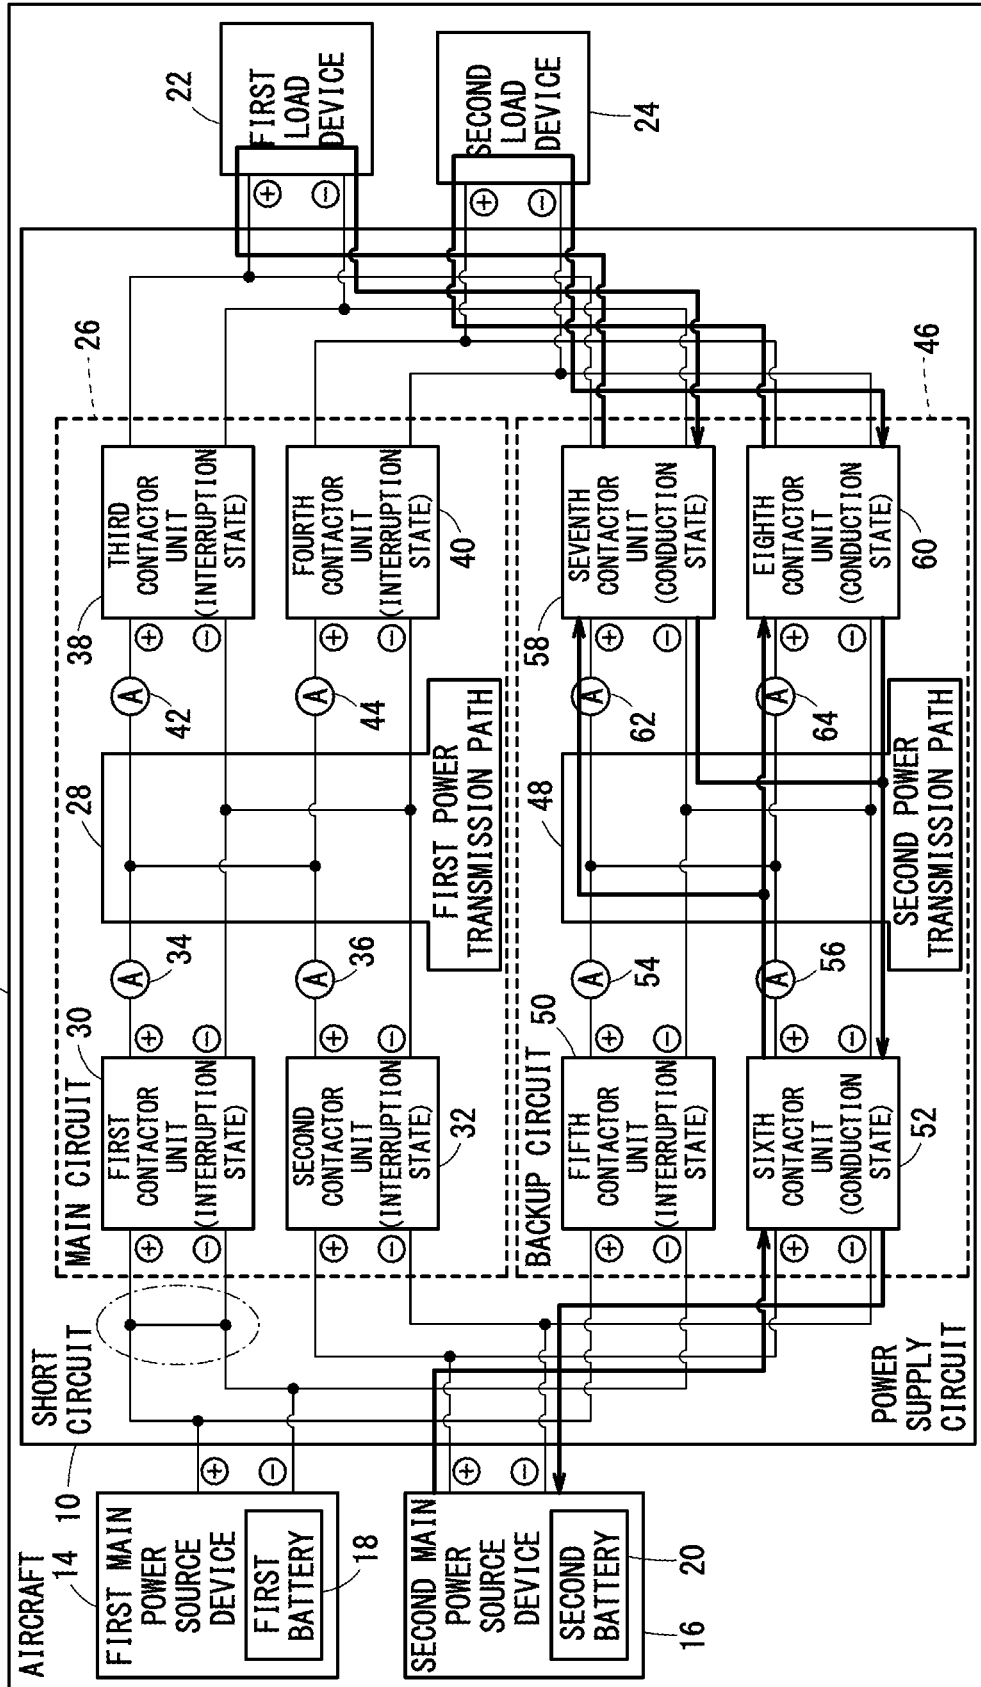 AIRCRAFT
10
SHORT
CIRCUIT
POWER
SUPPLY
CIRCUIT
14
FIRST MAIN
POWER
SOURCE
DEVICE
FIRST
BATTERY
18
SECOND MAIN
POWER
SOURCE
DEVICE
SECOND
BATTERY
20
16
⊕
⊖
⊕
⊖
MAIN CIRCUIT
26
30
FIRST
CONTACTOR
UNIT
(INTERRUPTION
STATE)
⊕
⊖
⊕
⊖
A
34
28
FIRST POWER
TRANSMISSION PATH
A
42
38
THIRD
CONTACTOR
UNIT
(INTERRUPTION
STATE)
⊕
⊖
SECOND
CONTACTOR
UNIT
(INTERRUPTION
STATE)
32
⊕
⊖
⊕
⊖
A
36
A
44
FOURTH
CONTACTOR
UNIT
(INTERRUPTION
STATE)
40
⊕
⊖
BACKUP CIRCUIT
46
50
FIFTH
CONTACTOR
UNIT
(INTERRUPTION
STATE)
⊕
⊖
⊕
⊖
A
54
48
SECOND POWER
TRANSMISSION PATH
A
62
58
SEVENTH
CONTACTOR
UNIT
(CONDUCTION
STATE)
⊕
⊖
SIXTH
CONTACTOR
UNIT
(CONDUCTION
STATE)
52
⊕
⊖
⊕
⊖
A
56
A
64
EIGHTH
CONTACTOR
UNIT
(CONDUCTION
STATE)
60
⊕
⊖
22
FIRST
LOAD
DEVICE
⊕
⊖
SECOND
LOAD
DEVICE
24
⊕
⊖